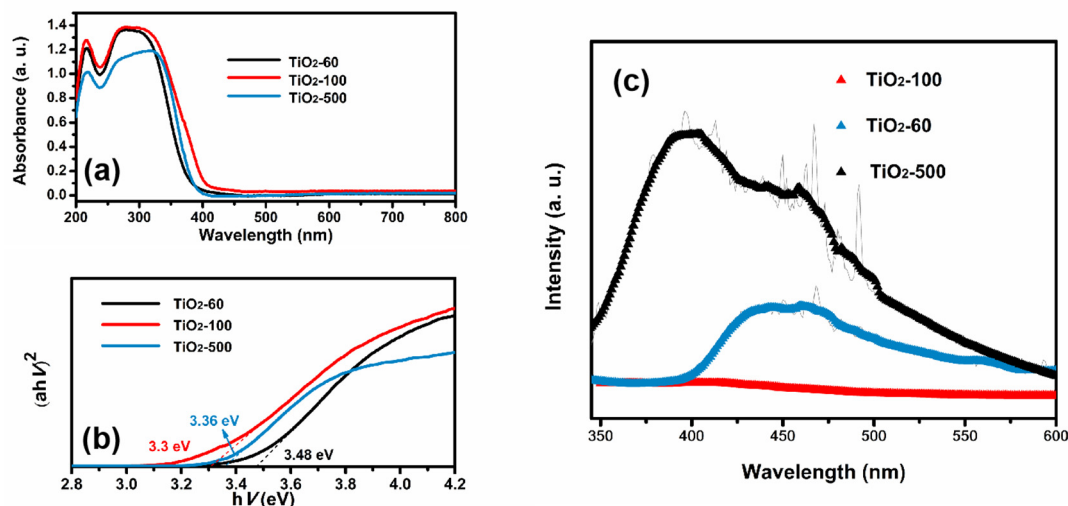 1.4
1.2
1.0
0.8
0.6
0.4
0.2
0.0
Absorbance (a. u.)
TiO2-60
TiO2-100
TiO2-500
(a)
200 300 400 500 600 700 800
Wavelength (nm)
(ahV)2
TiO2-60
TiO2-100
TiO2-500
3.36 eV
3.3 eV
3.48 eV
(b)
2.8 3.0 3.2 3.4 3.6 3.8 4.0 4.2
hV(eV)
(c)
TiO2-100
TiO2-60
TiO2-500
Intensity (a. u.)
350 400 450 500 550 600
Wavelength (nm)